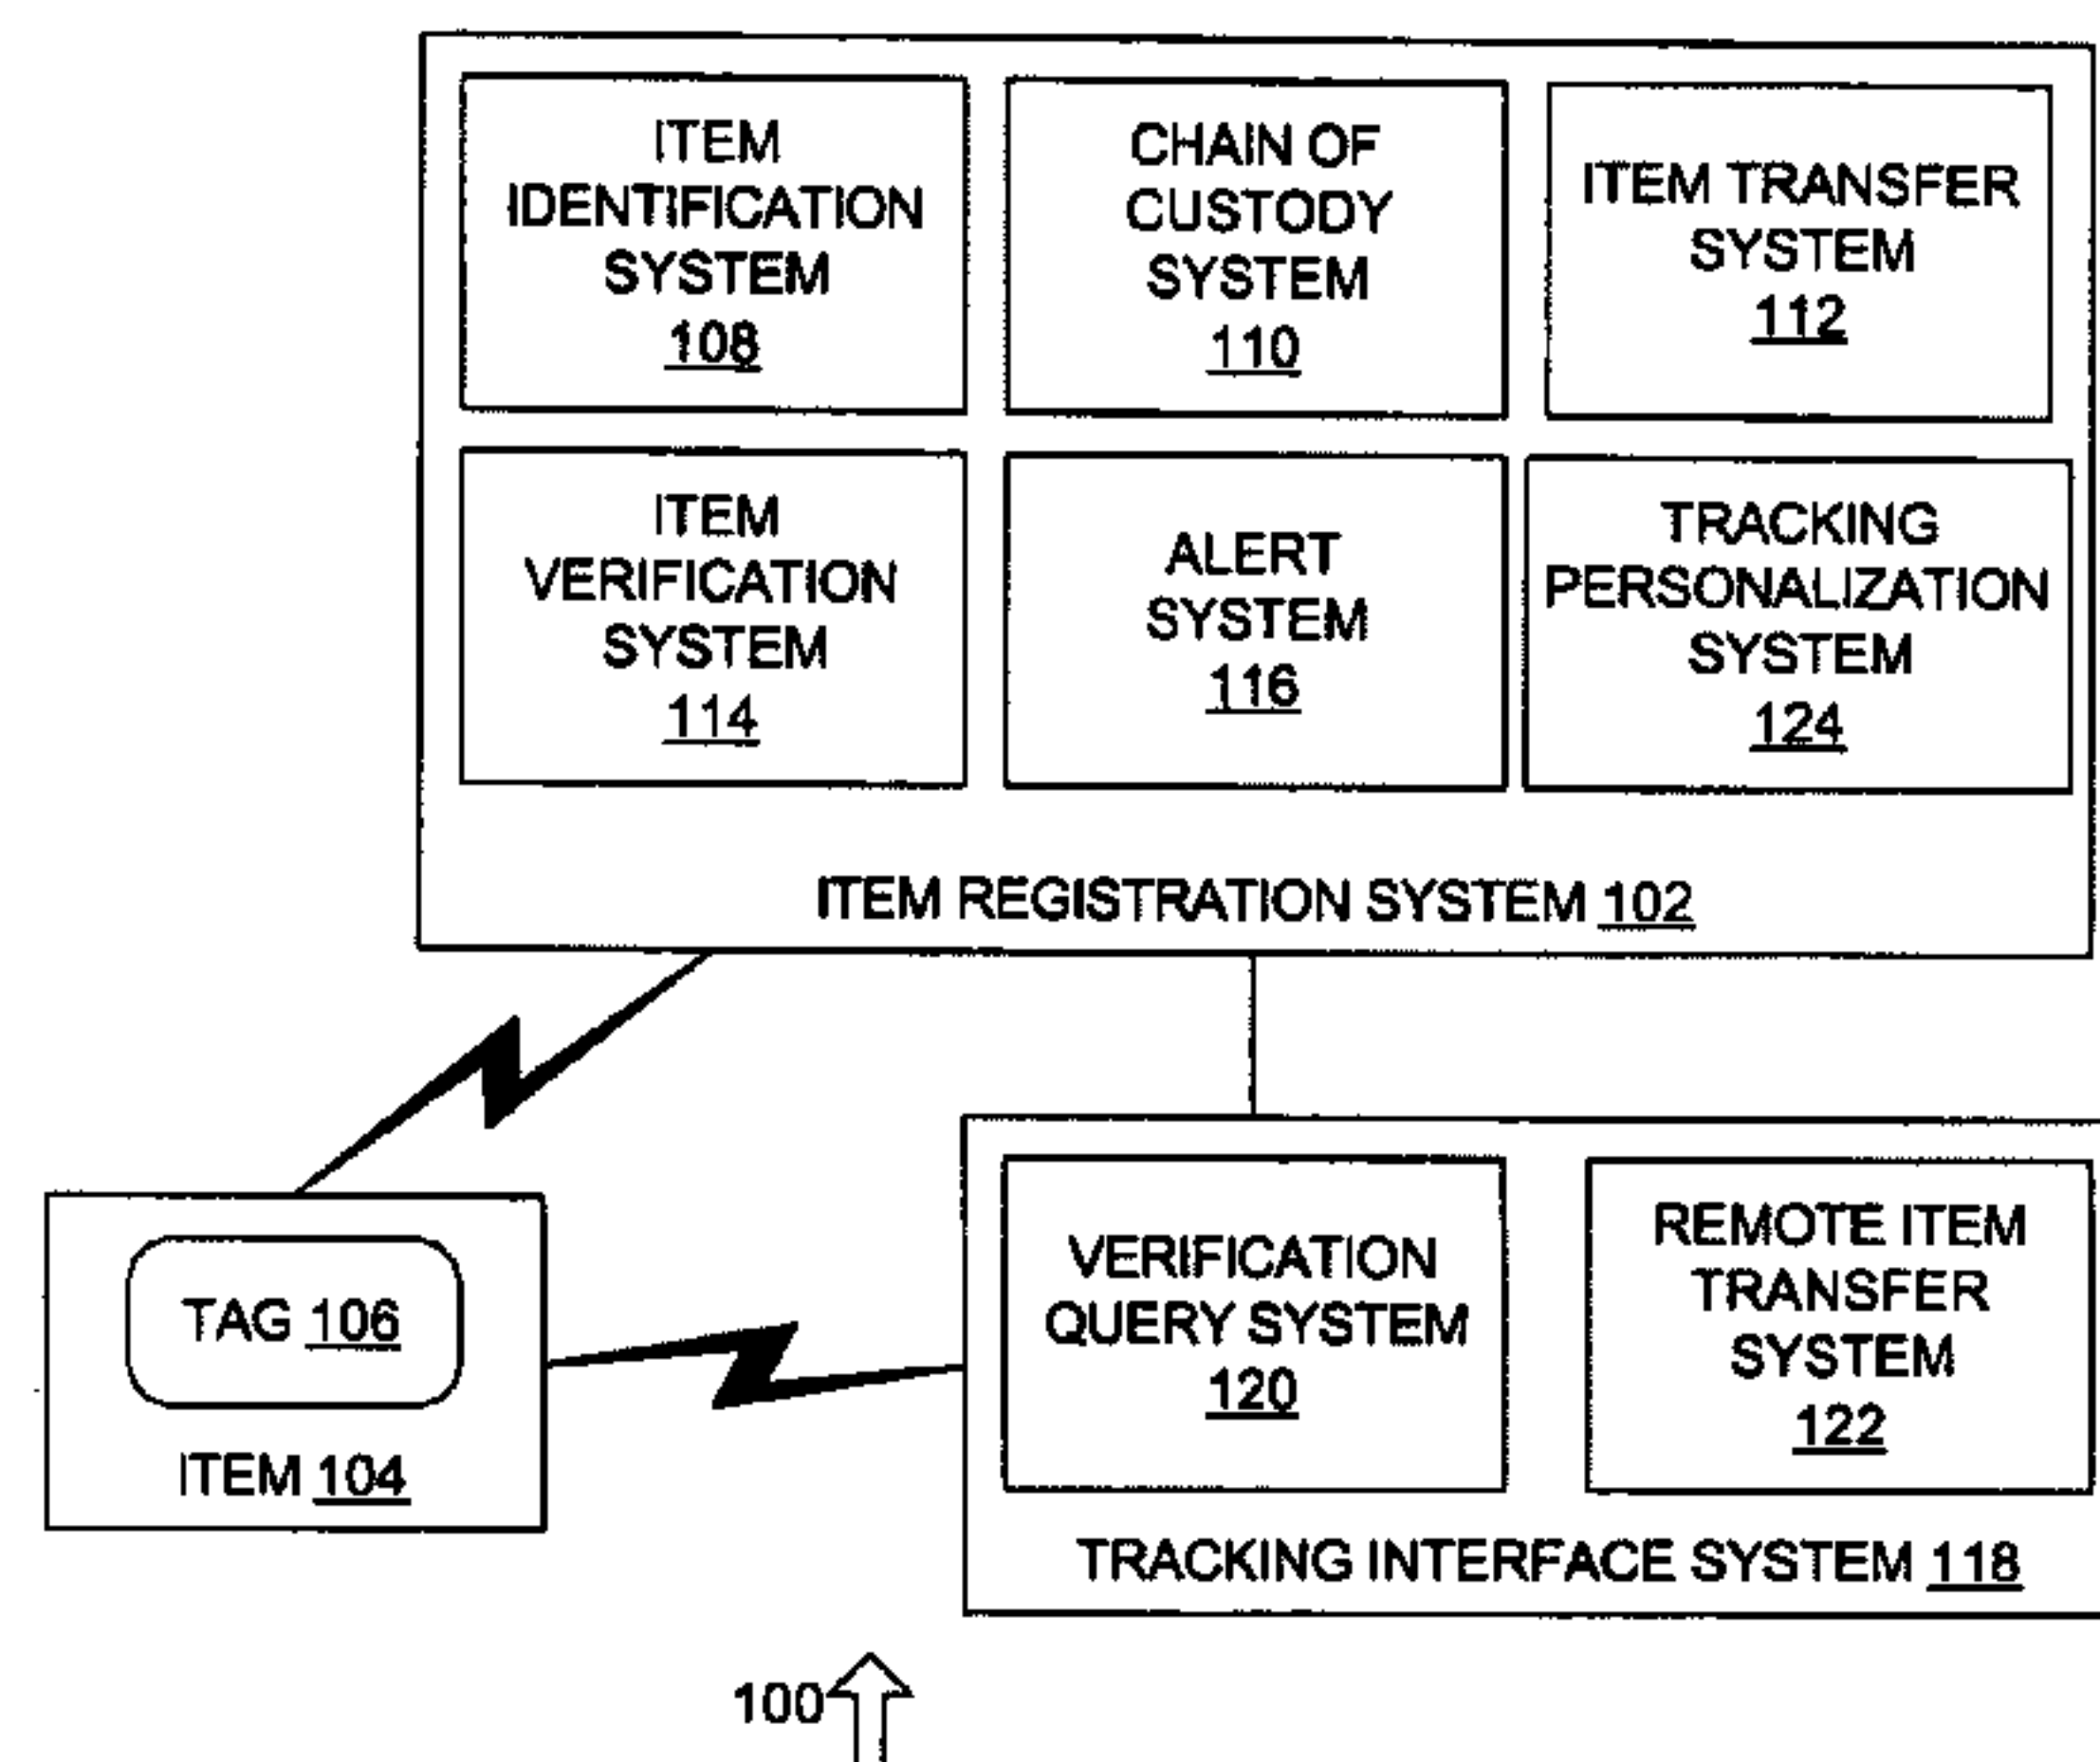 ITEM
IDENTIFICATION
SYSTEM
108
CHAIN OF
CUSTODY
SYSTEM
110
ITEM TRANSFER
SYSTEM
112
ITEM
VERIFICATION
SYSTEM
114
ALERT
SYSTEM
116
TRACKING
PERSONALIZATION
SYSTEM
124
ITEM REGISTRATION SYSTEM 102
TAG 106
ITEM 104
VERIFICATION
QUERY SYSTEM
120
REMOTE ITEM
TRANSFER
SYSTEM
122
TRACKING INTERFACE SYSTEM 118
100